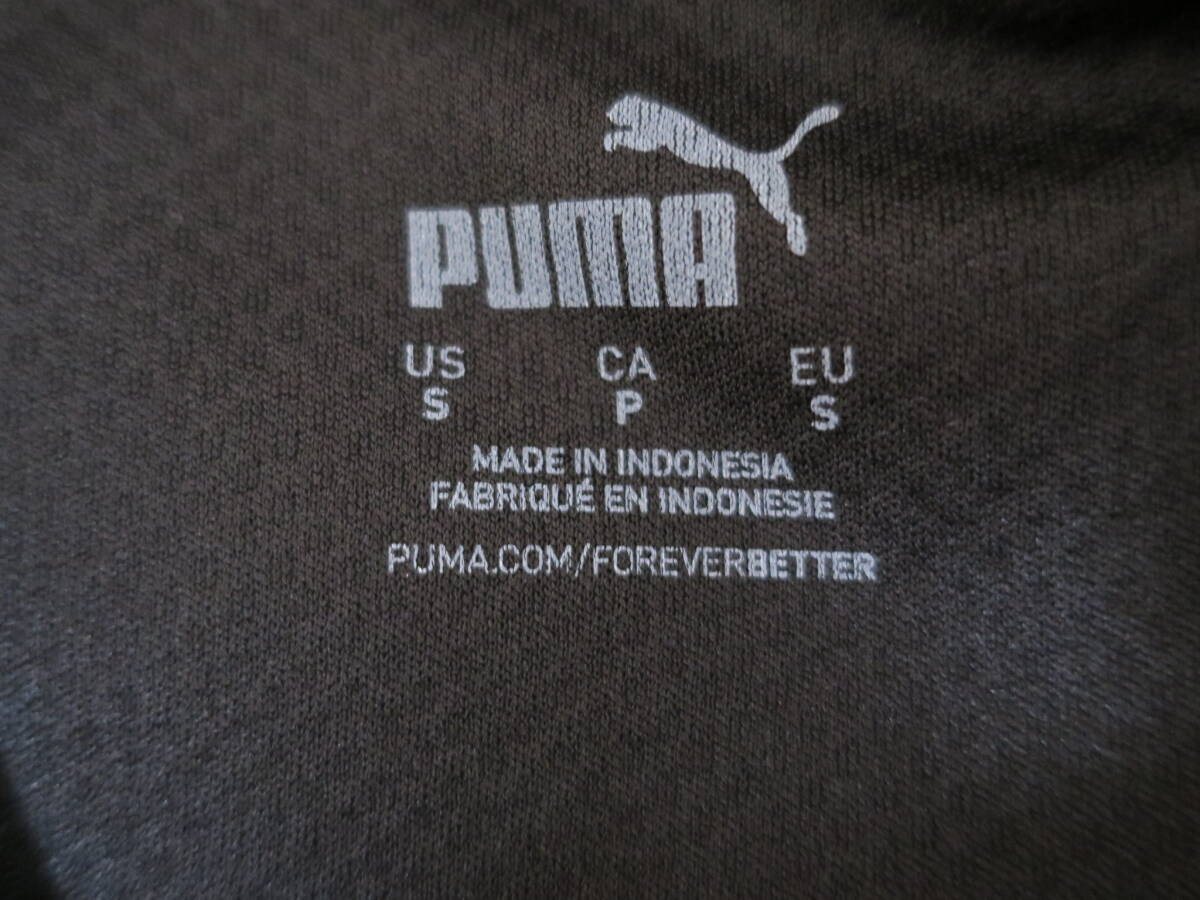 PUMA
US CA EU
S P S
MADE IN INDONESIA
FABRIQUÉ EN INDONESIE
PUMA.COM/FOREVERBETTER